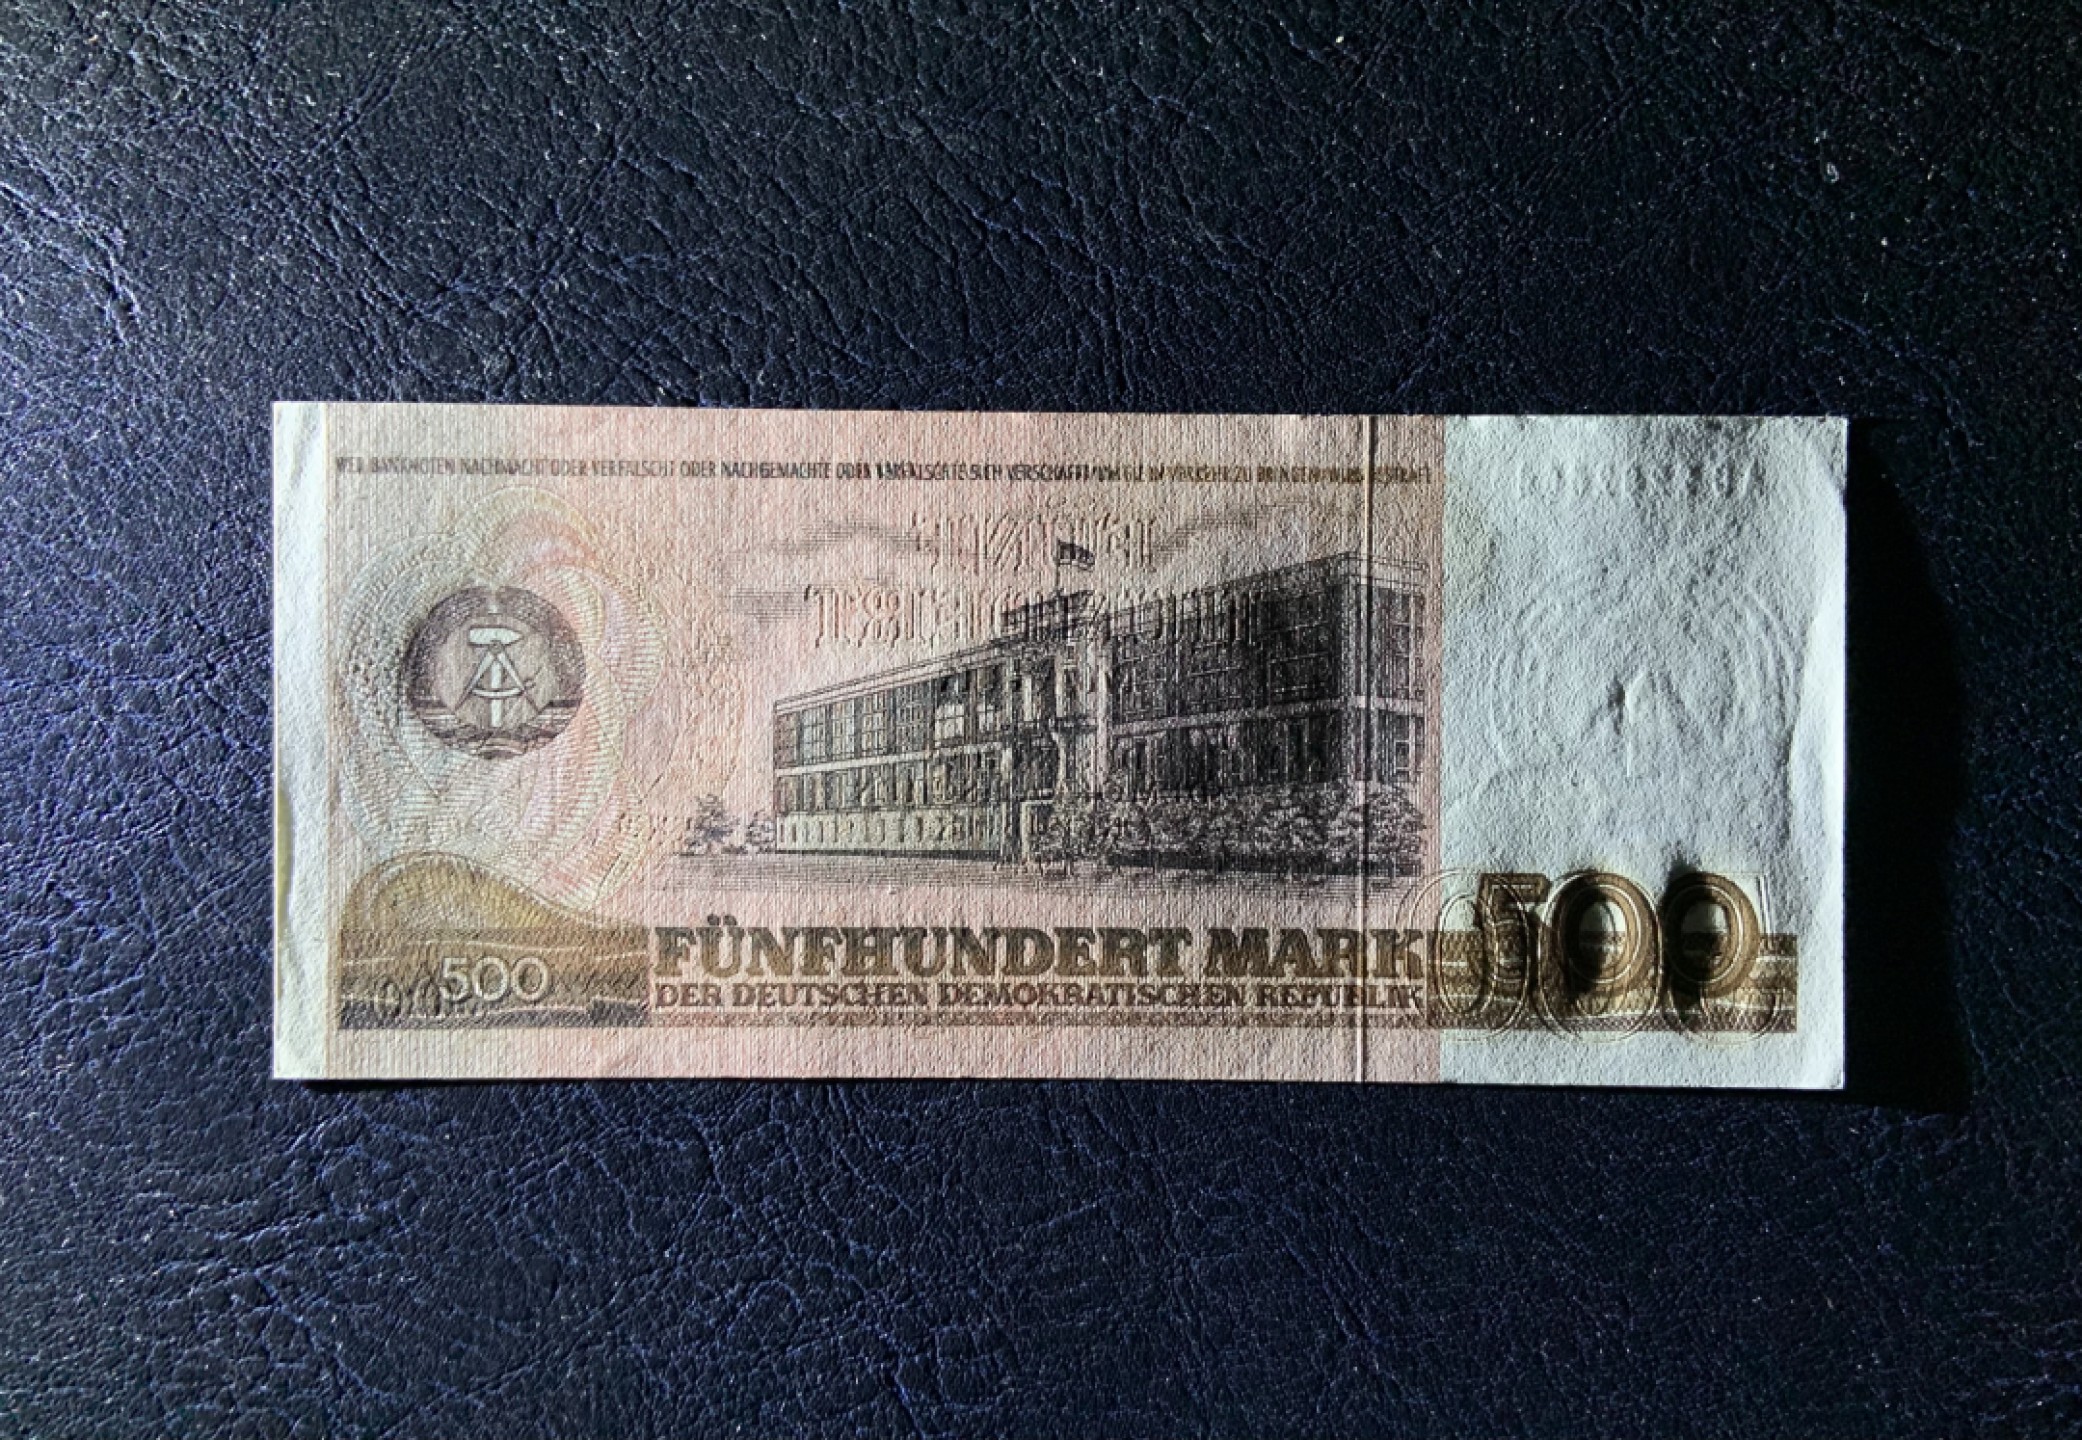 WER BANKNOTEN NACHMACHT ODER VERFÄLSCHT ODER NACHGEMACHTE ODER VERFÄLSCHTE SICH VERSCHAFFT UM SIE IN VERKEHR ZU BRINGEN WIRD BESTRAFT
500
FÜNFHUNDERT MARK
DER DEUTSCHEN DEMOKRATISCHEN REPUBLIK
500